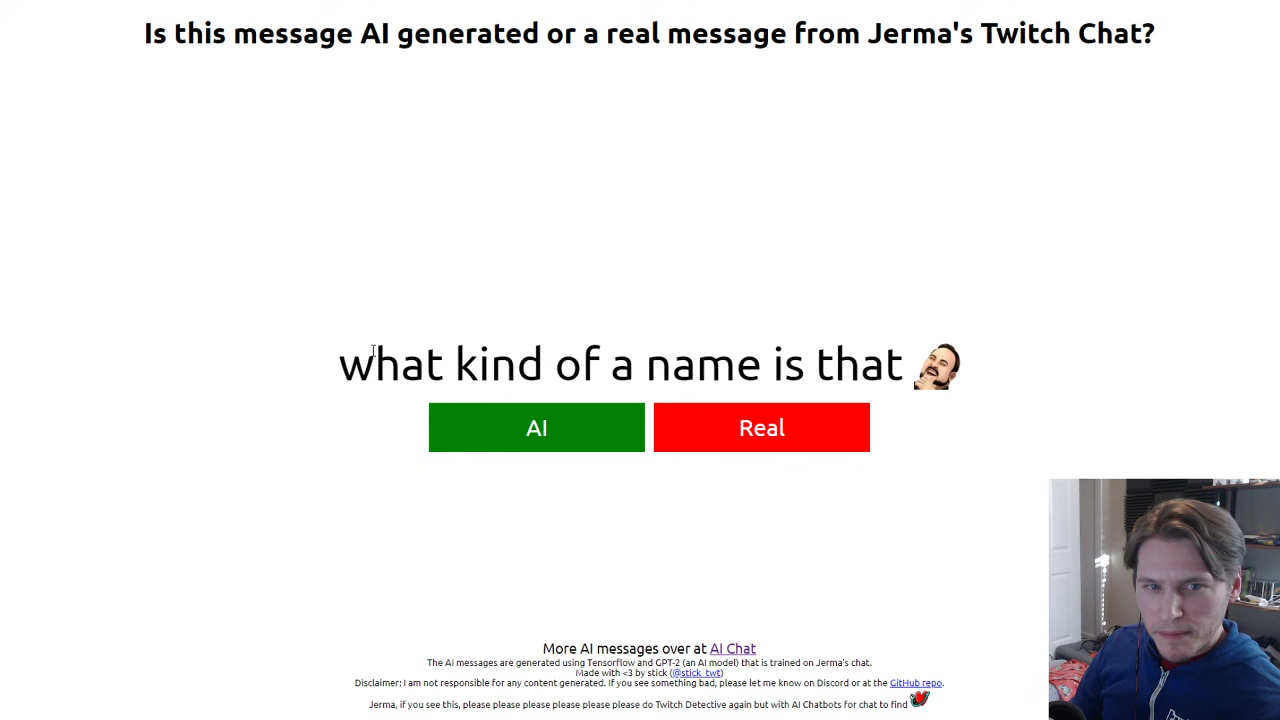 Is this message AI generated or a real message from Jerma's Twitch Chat?
what kind of a name is that
AI
Real
More AI messages over at AI Chat
The AI messages are generated using Tensorflow and GPT-2 (an AI model) that is trained on Jerma's chat.
Made with <3 by stick (@stick_twt)
Disclaimer: I am not responsible for any content generated. If you see something bad, please let me know on Discord or at the GitHub repo.
Jerma, if you see this, please please please please please please do Twitch Detective again but with AI Chatbots for chat to find